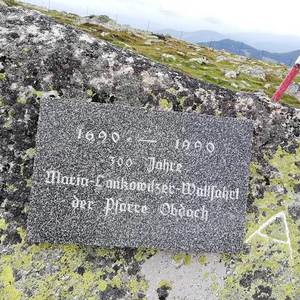 1690 — 1990
300 Jahre
Maria-Lankowitzer-Wallfahrt
der Pfarre Obdach